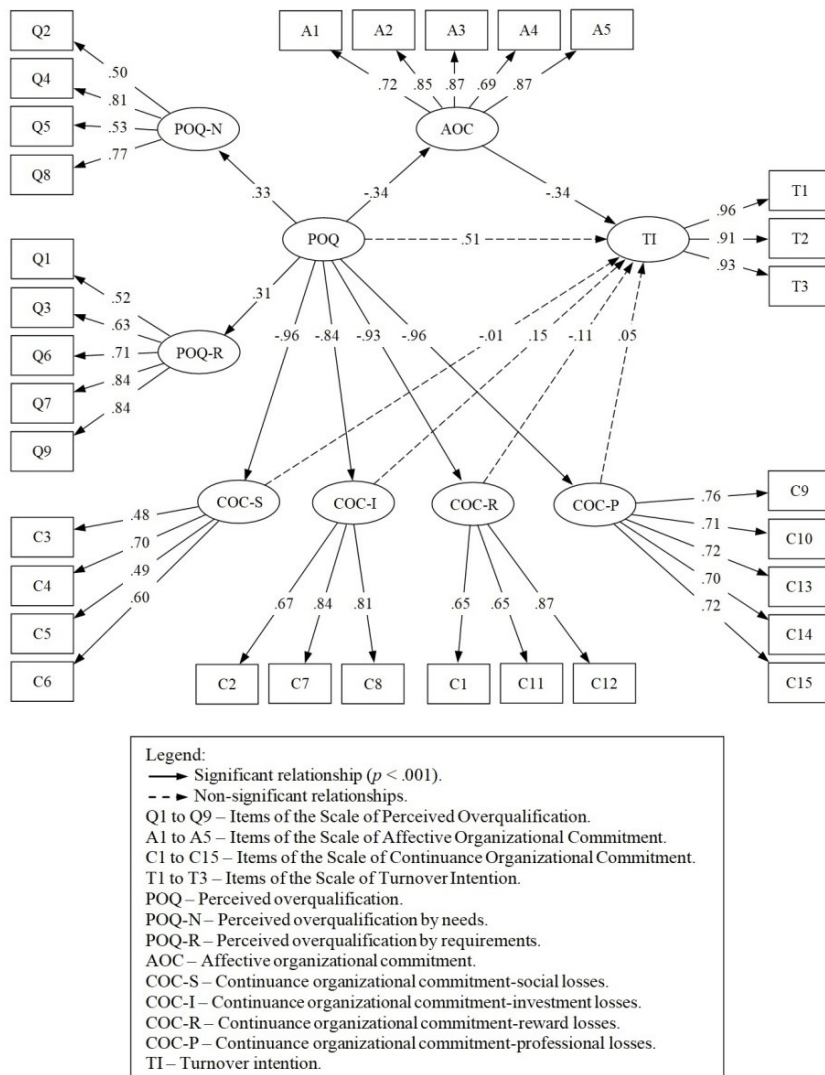 Q2
Q4
Q5
Q8
.50
.81
.53
.77
POQ-N
A1
A2
A3
A4
A5
.72
.85
.87
.69
.87
AOC
.33
-.34
-.34
POQ
.51
TI
.96
.91
.93
T1
T2
T3
Q1
Q3
Q6
Q7
Q9
.52
.63
.71
.84
.84
POQ-R
.31
-.96
-.84
-.93
-.96
-.01
.15
-.11
.05
COC-S
COC-I
COC-R
COC-P
C3
C4
C5
C6
.48
.70
.49
.60
.67
.84
.81
C2
C7
C8
.65
.65
.87
C1
C11
C12
.76
.71
.72
.70
.72
C9
C10
C13
C14
C15
Legend:
Significant relationship (p < .001).
Non-significant relationships.
Q1 to Q9 – Items of the Scale of Perceived Overqualification.
A1 to A5 – Items of the Scale of Affective Organizational Commitment.
C1 to C15 – Items of the Scale of Continuance Organizational Commitment.
T1 to T3 – Items of the Scale of Turnover Intention.
POQ – Perceived overqualification.
POQ-N – Perceived overqualification by needs.
POQ-R – Perceived overqualification by requirements.
AOC – Affective organizational commitment.
COC-S – Continuance organizational commitment-social losses.
COC-I – Continuance organizational commitment-investment losses.
COC-R – Continuance organizational commitment-reward losses.
COC-P – Continuance organizational commitment-professional losses.
TI – Turnover intention.